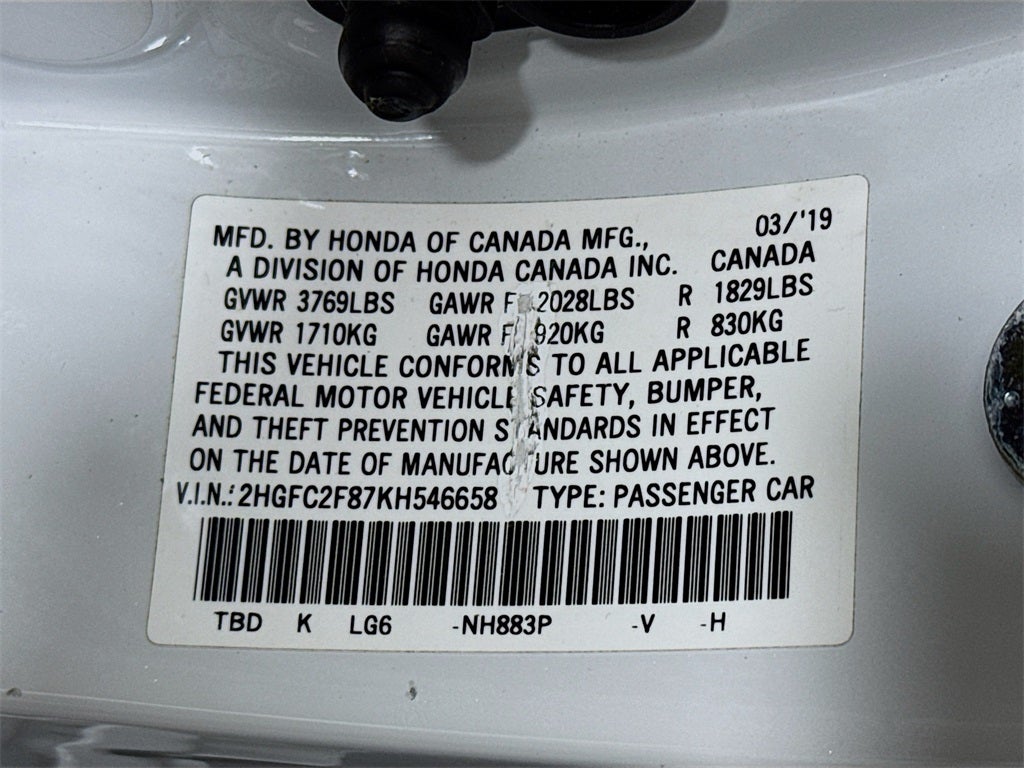 03/'19
MFD. BY HONDA OF CANADA MFG.,
A DIVISION OF HONDA CANADA INC. CANADA
GVWR 3769LBS GAWR F 2028LBS R 1829LBS
GVWR 1710KG GAWR F 920KG R 830KG
THIS VEHICLE CONFORMS TO ALL APPLICABLE
FEDERAL MOTOR VEHICLE SAFETY, BUMPER,
AND THEFT PREVENTION STANDARDS IN EFFECT
ON THE DATE OF MANUFACTURE SHOWN ABOVE.
V.I.N.: 2HGFC2F87KH546658 TYPE: PASSENGER CAR
TBD K LG6 -NH883P -V -H